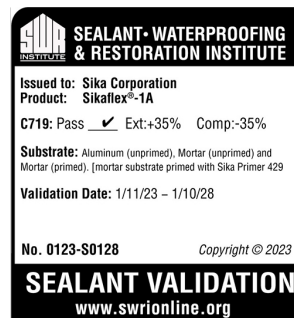 SWR
INSTITUTE
SEALANT• WATERPROOFING
& RESTORATION INSTITUTE
Issued to: Sika Corporation
Product: Sikaflex®-1A
C719: Pass ✔ Ext:+35% Comp:-35%
Substrate: Aluminum (unprimed), Mortar (unprimed) and
Mortar (primed). [mortar substrate primed with Sika Primer 429
Validation Date: 1/11/23 – 1/10/28
No. 0123-S0128 Copyright © 2023
SEALANT VALIDATION
www.swrionline.org